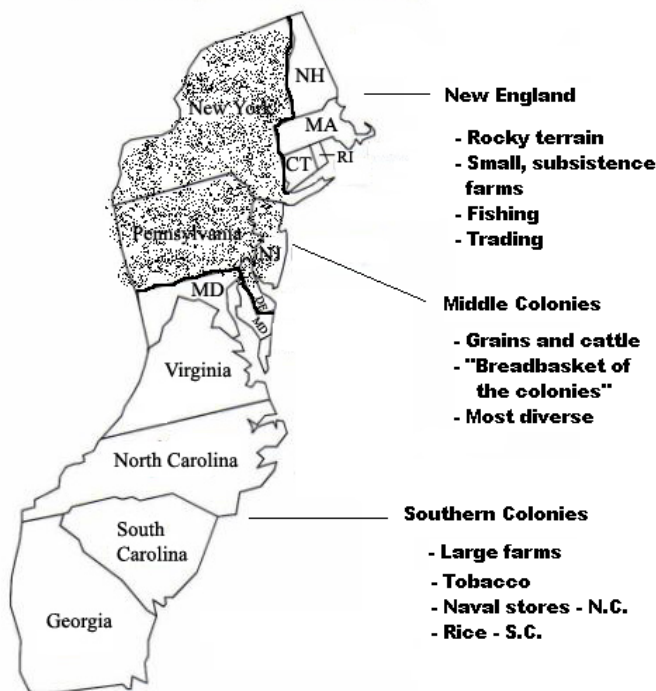 New York
NH
MA
CT
RI
Pennsylvania
NJ
MD
DE
MD
Virginia
North Carolina
South
Carolina
Georgia
New England
- Rocky terrain
- Small, subsistence
farms
- Fishing
- Trading
Middle Colonies
- Grains and cattle
- "Breadbasket of
the colonies"
- Most diverse
Southern Colonies
- Large farms
- Tobacco
- Naval stores - N.C.
- Rice - S.C.